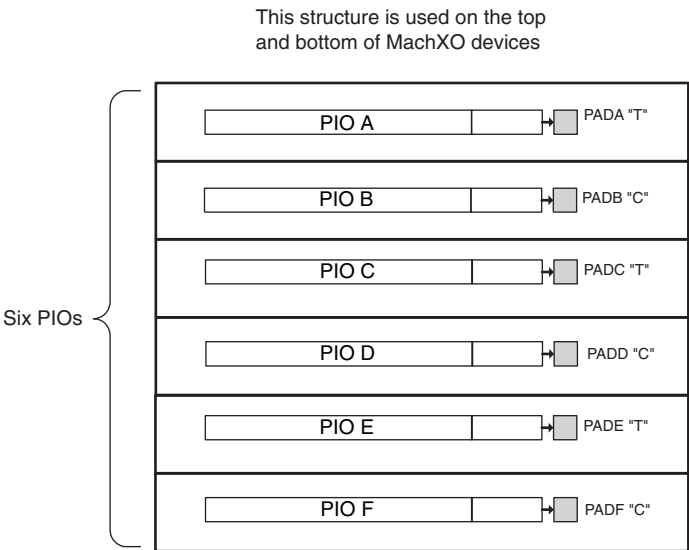 This structure is used on the top
and bottom of MachXO devices
PIO A
PADA "T"
PIO B
PADB "C"
PIO C
PADC "T"
Six PIOs
PIO D
PADD "C"
PIO E
PADE "T"
PIO F
PADF "C"